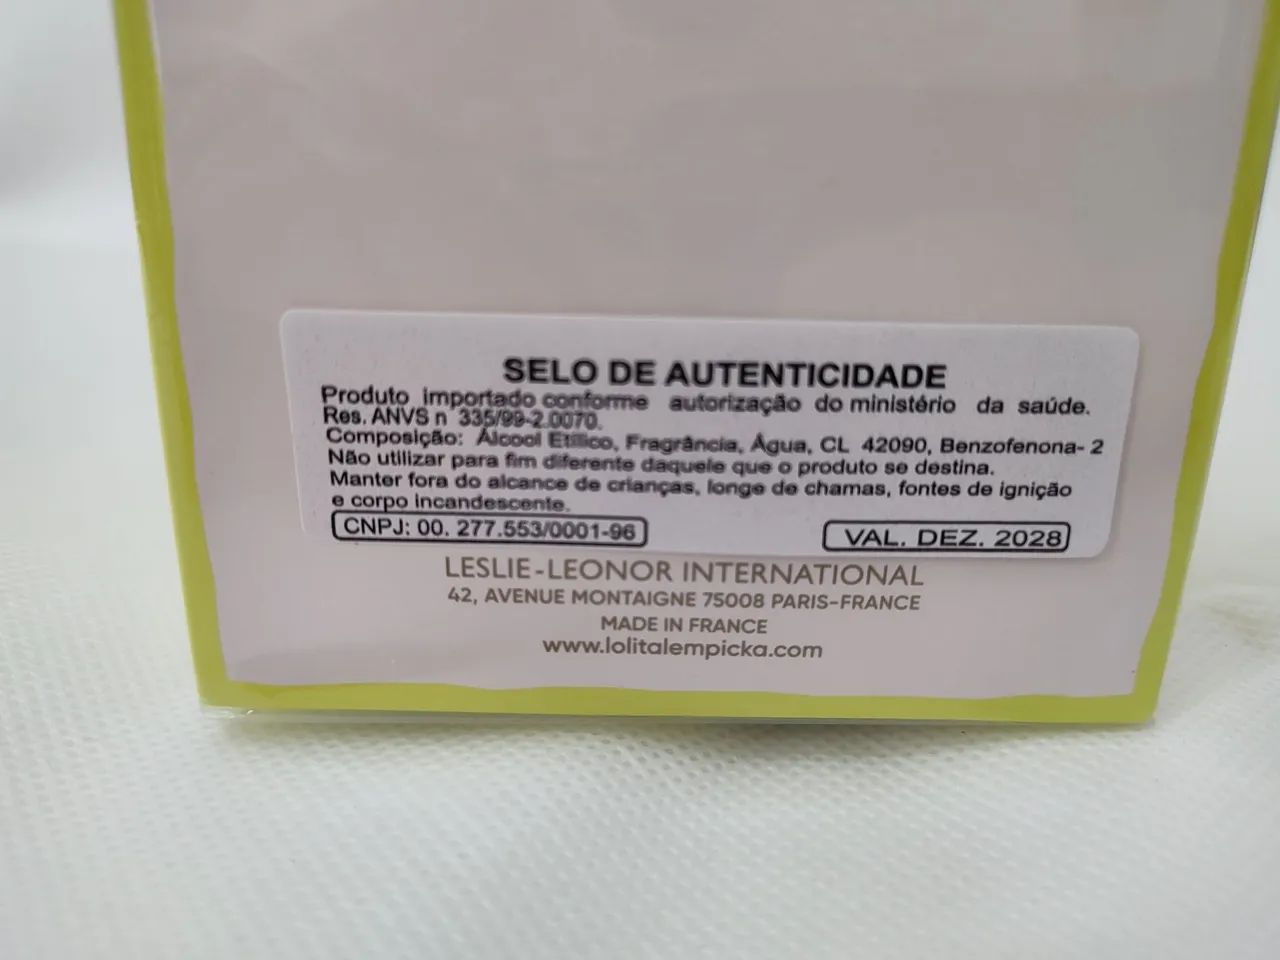 SELO DE AUTENTICIDADE
Produto importado conforme autorização do ministério da saúde.
Res. ANVS n 335/99-2.0070.
Composição: Álcool Etílico, Fragrância, Água, CL 42090, Benzofenona- 2
Não utilizar para fim diferente daquele que o produto se destina.
Manter fora do alcance de crianças, longe de chamas, fontes de ignição
e corpo incandescente.
CNPJ: 00. 277.553/0001-96
VAL. DEZ. 2028
LESLIE-LEONOR INTERNATIONAL
42, AVENUE MONTAIGNE 75008 PARIS-FRANCE
MADE IN FRANCE
www.lolitalempicka.com